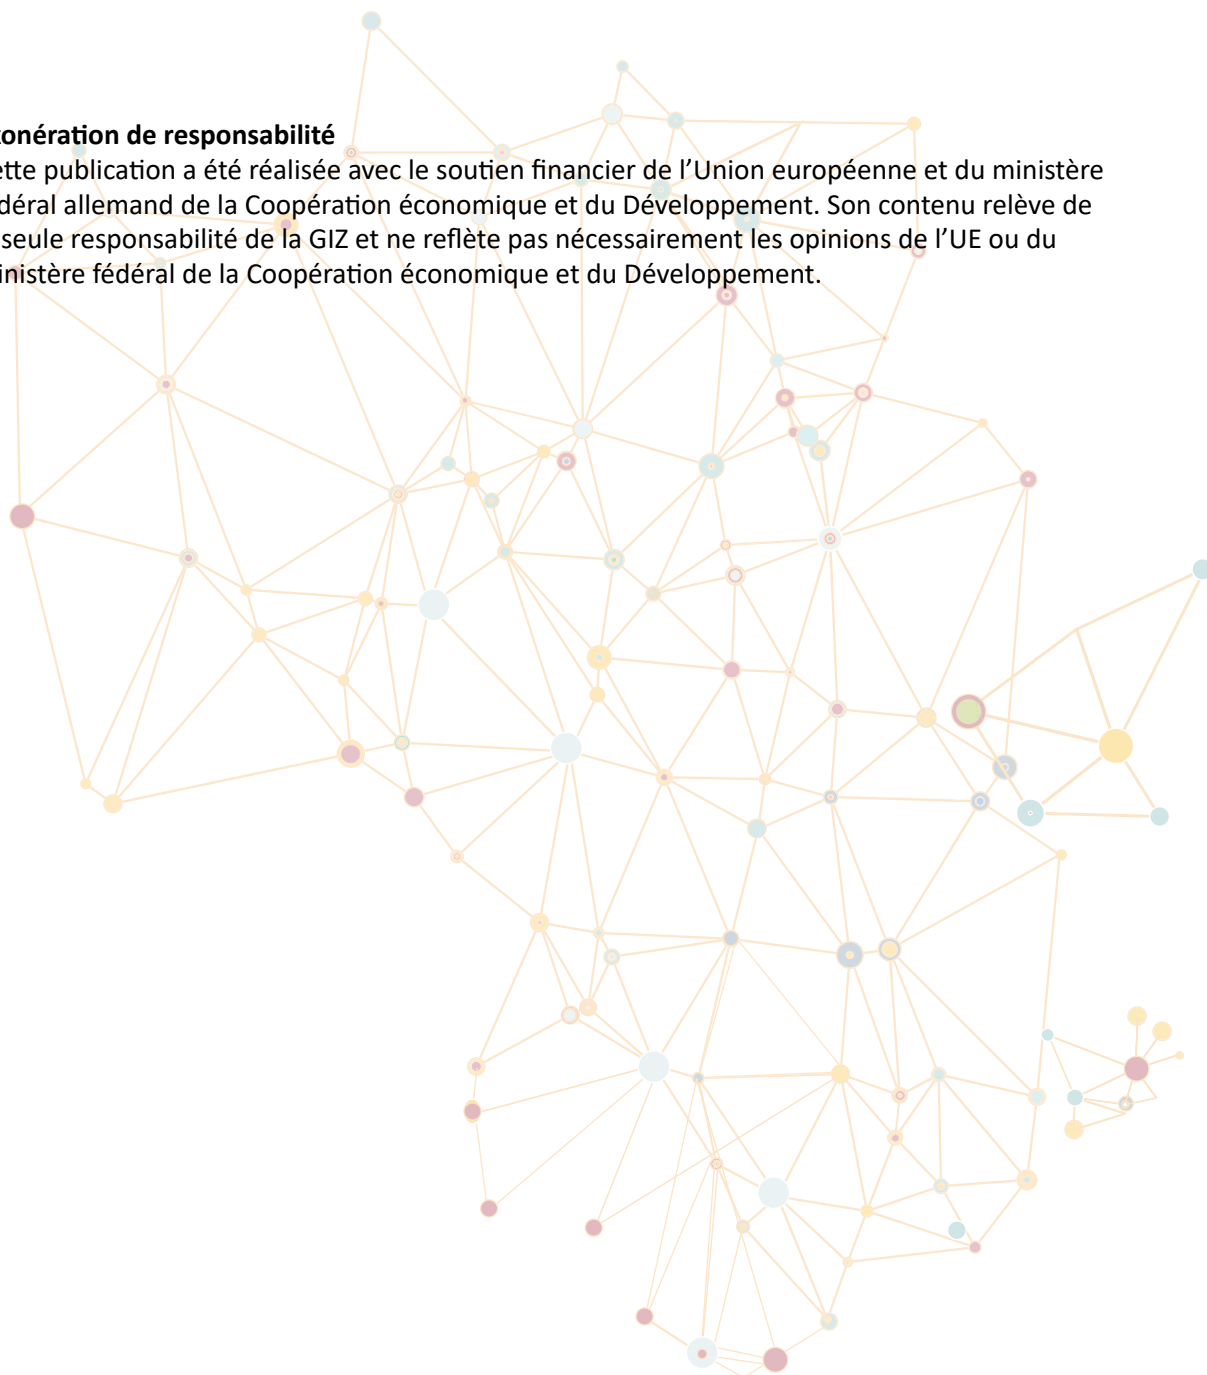 onération de responsabilité
ette publication a été réalisée avec le soutien financier de l’Union européenne et du ministère
déral allemand de la Coopération économique et du Développement. Son contenu relève de
seule responsabilité de la GIZ et ne reflète pas nécessairement les opinions de l’UE ou du
inistère fédéral de la Coopération économique et du Développement.